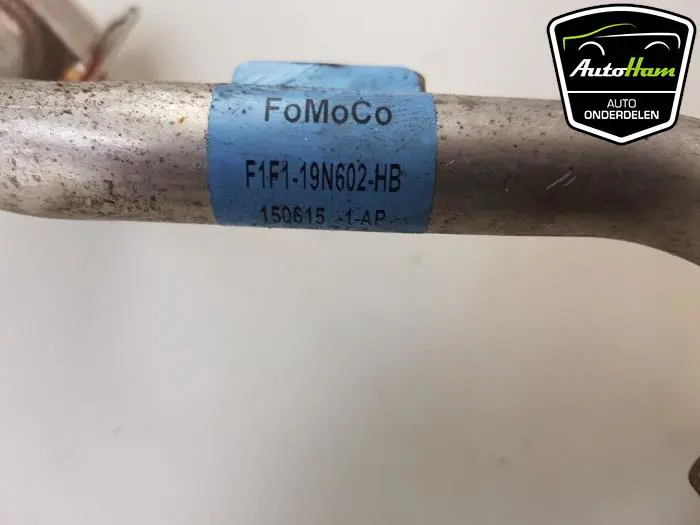 FoMoCo
F1F1-19N602-HB
150615 -1-AP
AutoHam
AUTO
ONDERDELEN